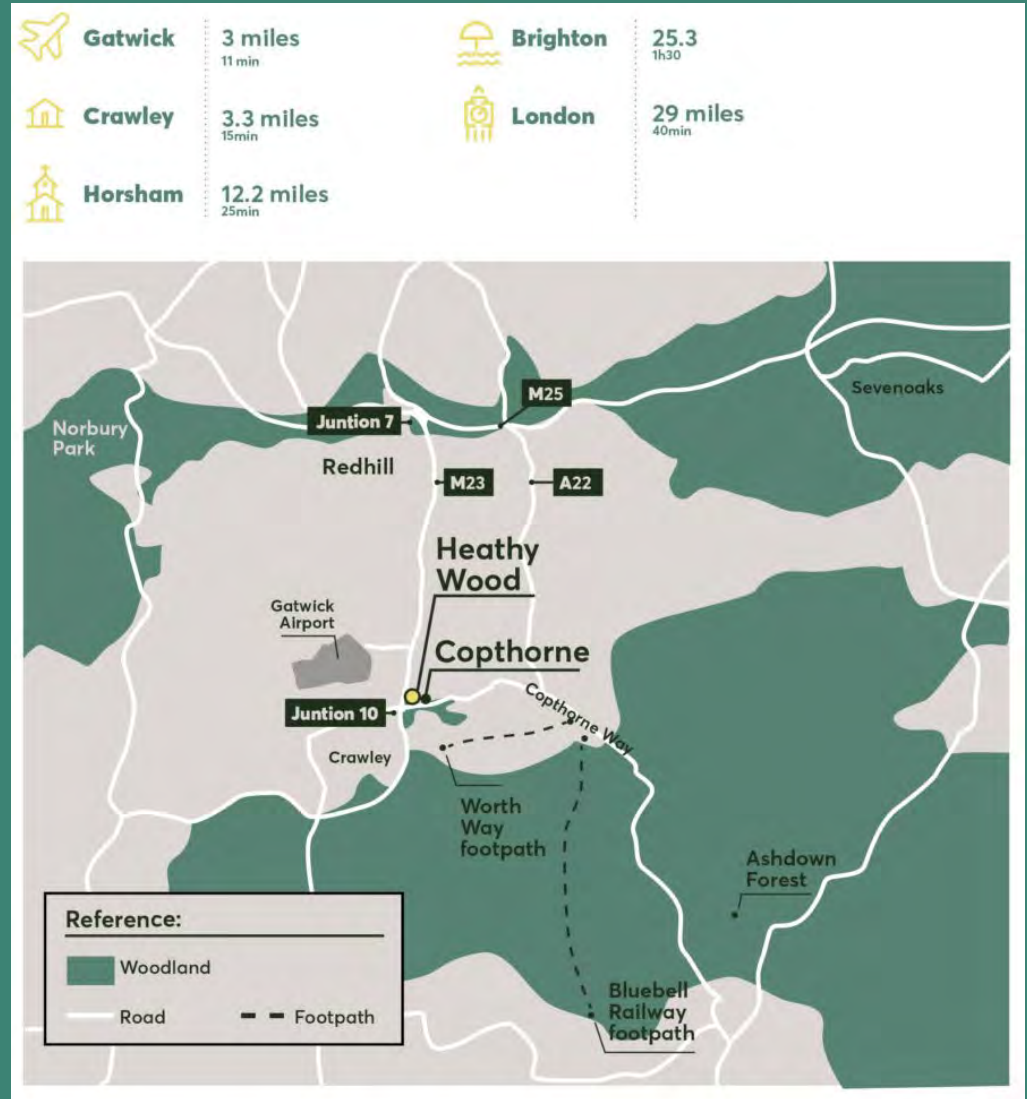 Gatwick
3 miles
11 min
Crawley
3.3 miles
15min
Horsham
12.2 miles
25min
Brighton
25.3
1h30
London
29 miles
40min
Norbury
Park
Juntion 7
M25
Sevenoaks
Redhill
M23
A22
Heathy
Wood
Gatwick
Airport
Copthorne
Juntion 10
Copthorne Way
Crawley
Worth
Way
footpath
Ashdown
Forest
Bluebell
Railway
footpath
Reference:
Woodland
Road
Footpath